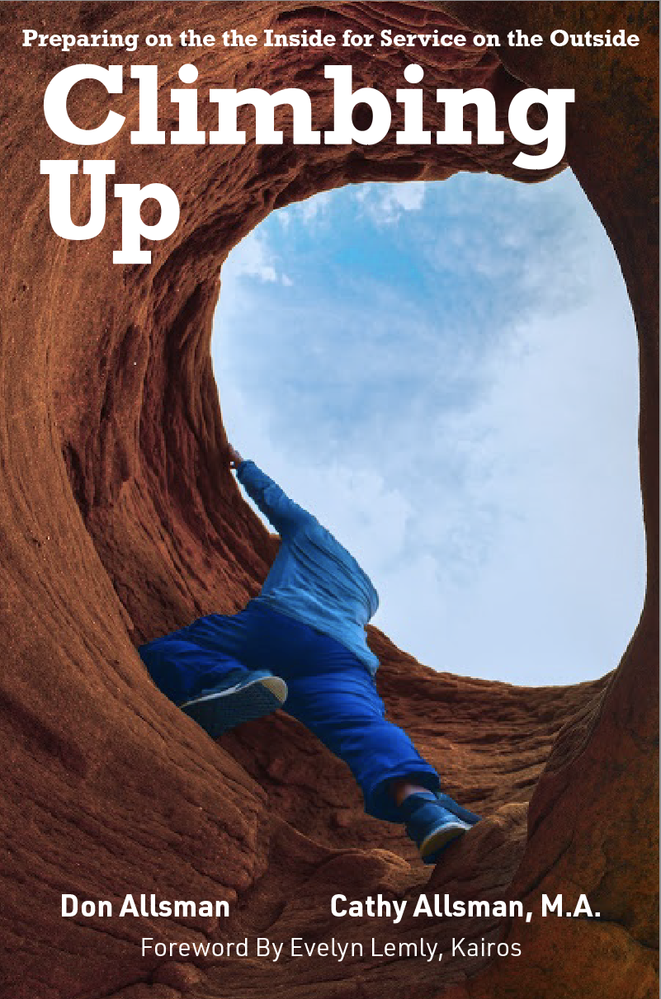 Preparing on the the Inside for Service on the Outside
Climbing
Up
Don Allsman
Cathy Allsman, M.A.
Foreword By Evelyn Lemly, Kairos